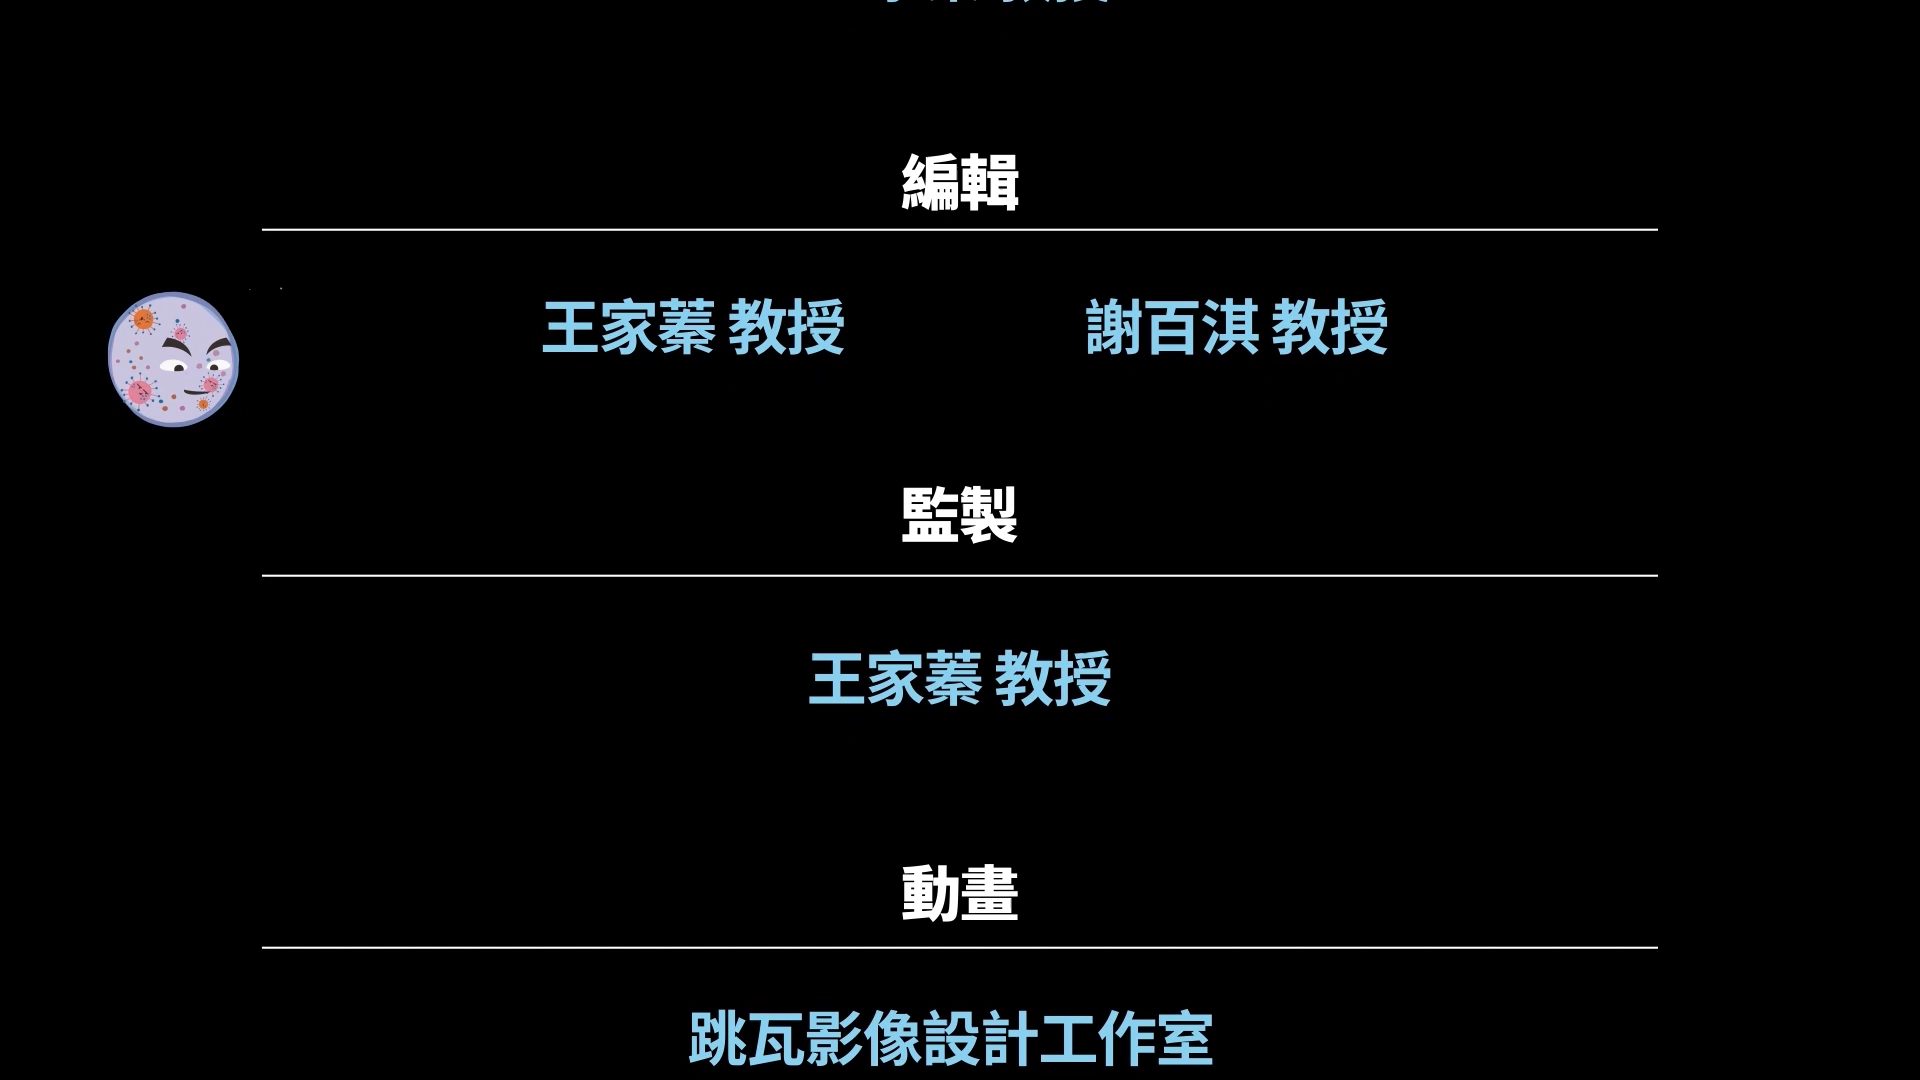 編輯
王家蓁 教授 謝百淇 教授
監製
王家蓁 教授
動畫
跳瓦影像設計工作室